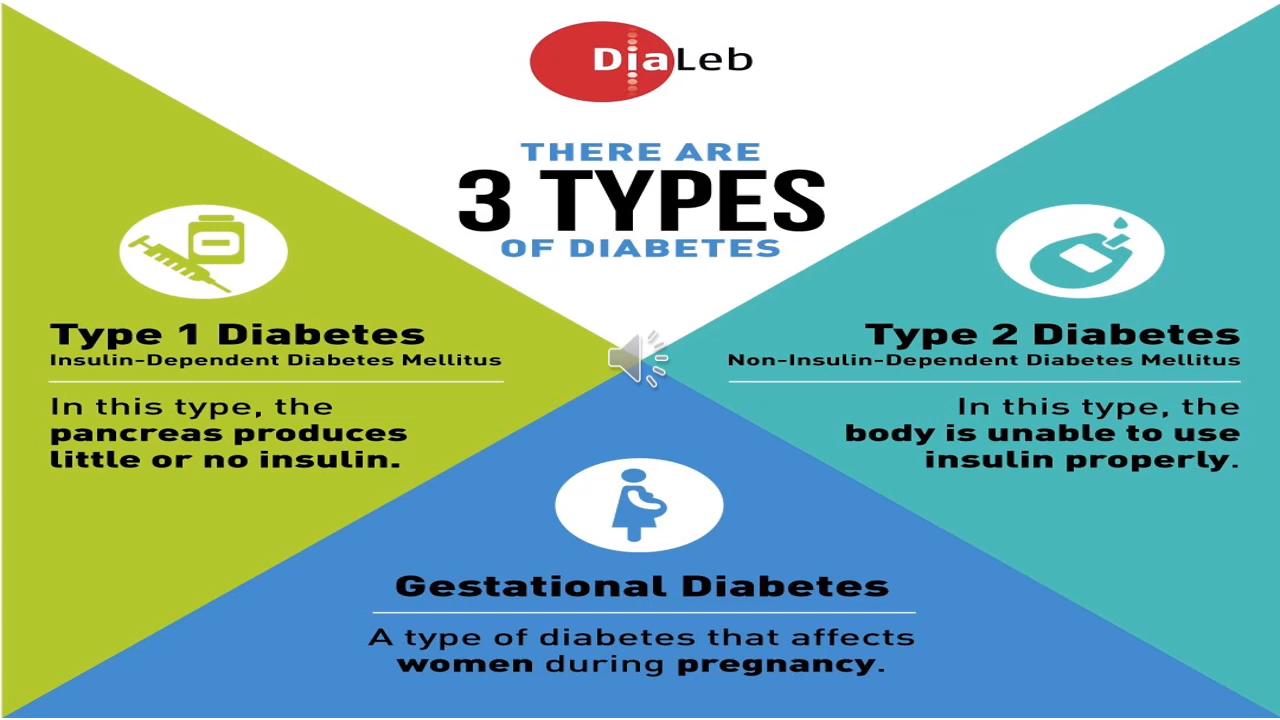 DiaLeb
THERE ARE
3 TYPES
OF DIABETES
Type 1 Diabetes
Insulin-Dependent Diabetes Mellitus
In this type, the
pancreas produces
little or no insulin.
Type 2 Diabetes
Non-Insulin-Dependent Diabetes Mellitus
In this type, the
body is unable to use
insulin properly.
Gestational Diabetes
A type of diabetes that affects
women during pregnancy.